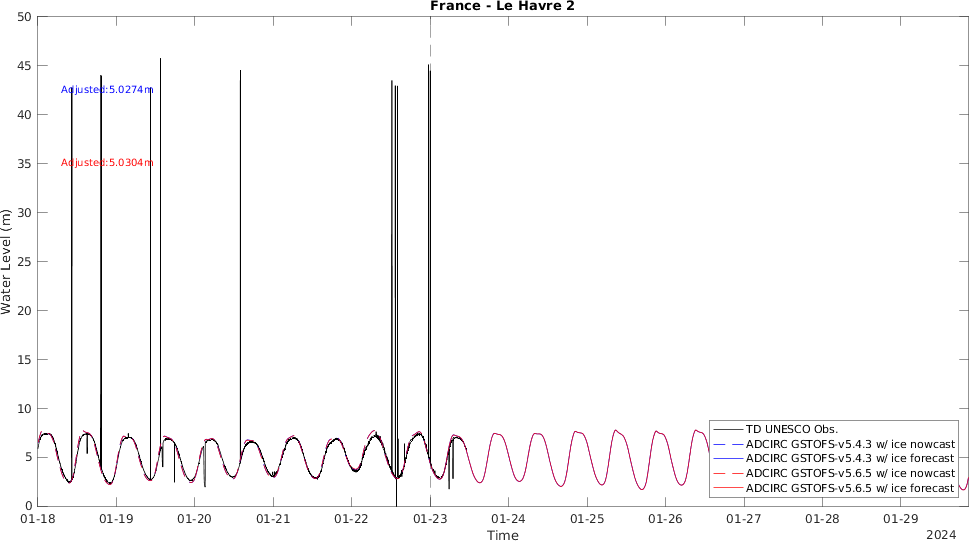 France - Le Havre 2
50
45
40
35
30
25
20
15
10
5
0
Water Level (m)
Adjusted:5.0274m
Adjusted:5.0304m
TD UNESCO Obs.
ADCIRC GSTOFS-v5.4.3 w/ ice nowcast
ADCIRC GSTOFS-v5.4.3 w/ ice forecast
ADCIRC GSTOFS-v5.6.5 w/ ice nowcast
ADCIRC GSTOFS-v5.6.5 w/ ice forecast
01-18 01-19 01-20 01-21 01-22 01-23 01-24 01-25 01-26 01-27 01-28 01-29
Time
2024